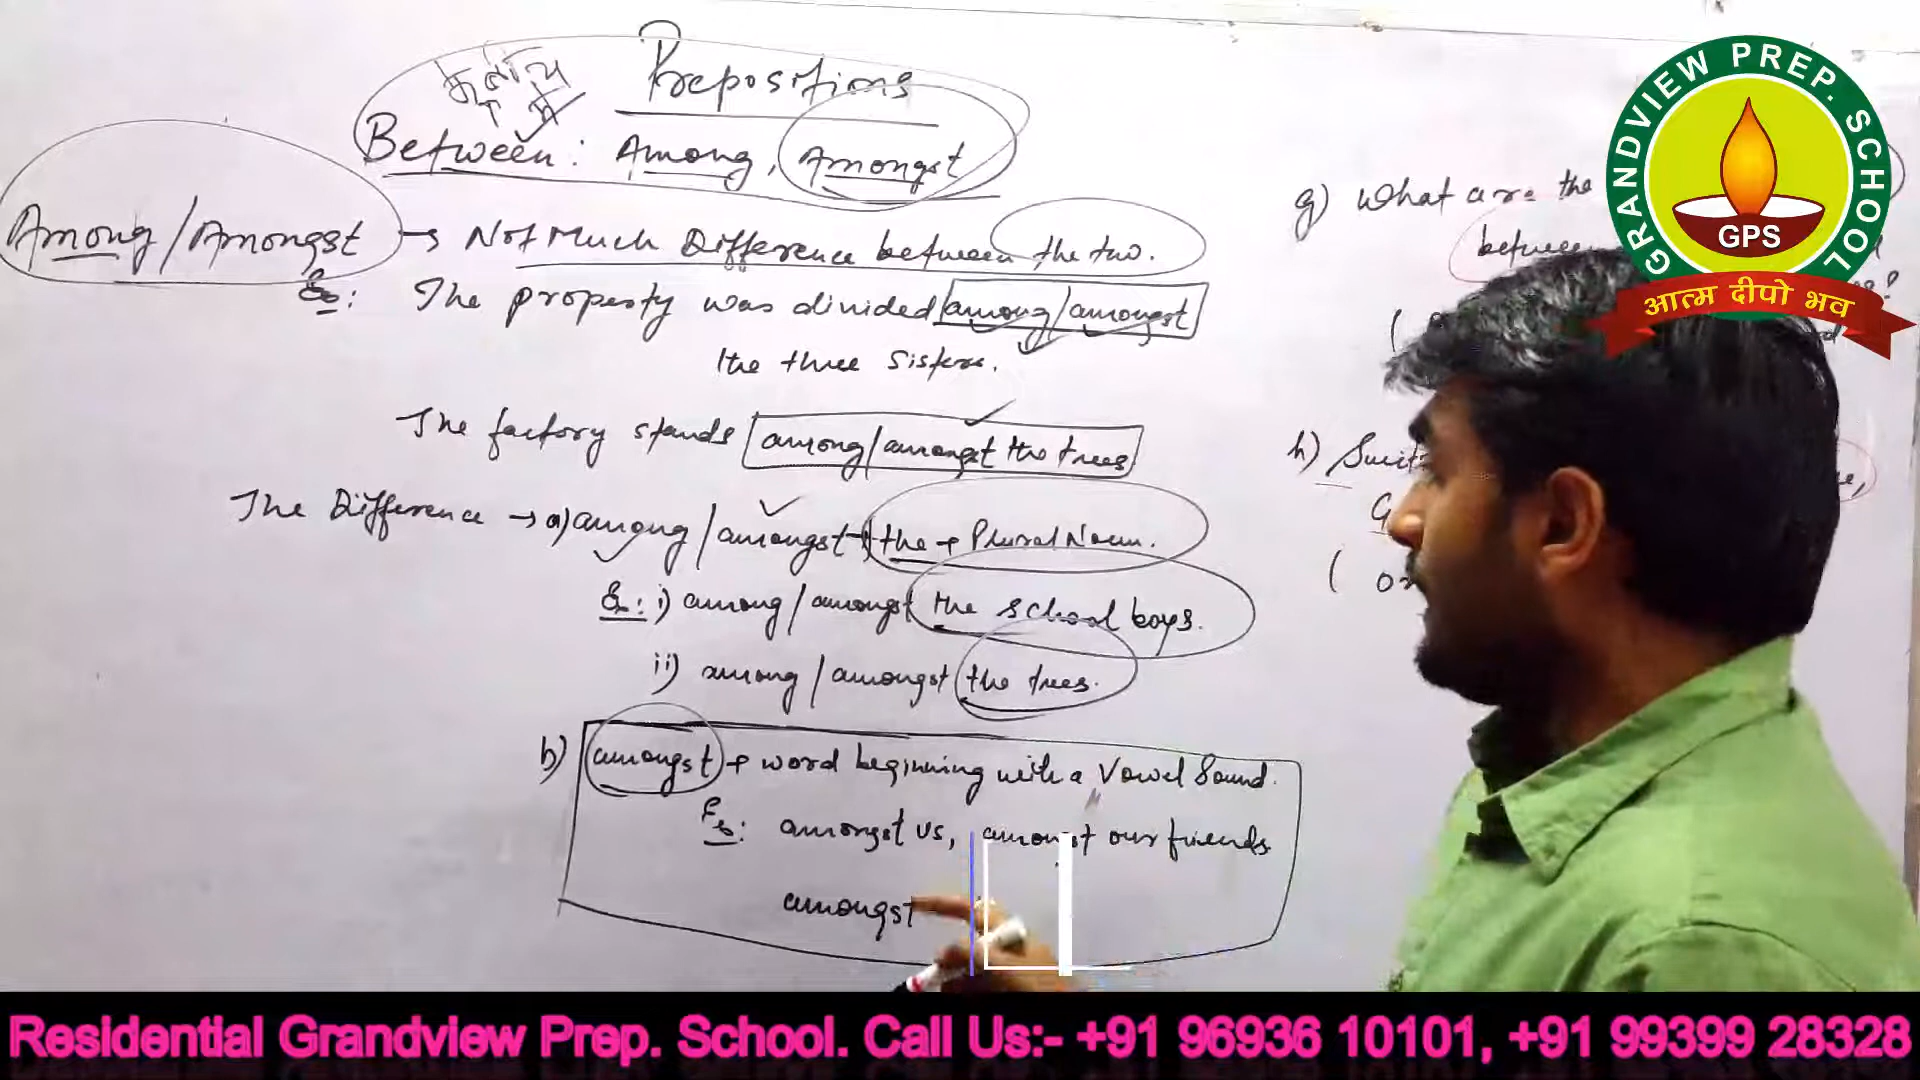 Prepositions
Between: Among, Amongst
Among/Amongst → Not Much Difference between the two.
Ex: The property was divided among/amongst
the three sisters.
The factory stands among/amongst the trees
The Difference → a) among/amongst + the + Plural Noun.
Ex: i) among/amongst the school boys.
ii) among/amongst the trees.
b) amongst + word beginning with a Vowel Sound.
Ex: amongst us, amongst our friends
amongst
g) What are the
between
h)
GRANDVIEW PREP. SCHOOL
GPS
आत्म दीपो भव
Residential Grandview Prep. School. Call Us:- +91 96936 10101, +91 99399 28328